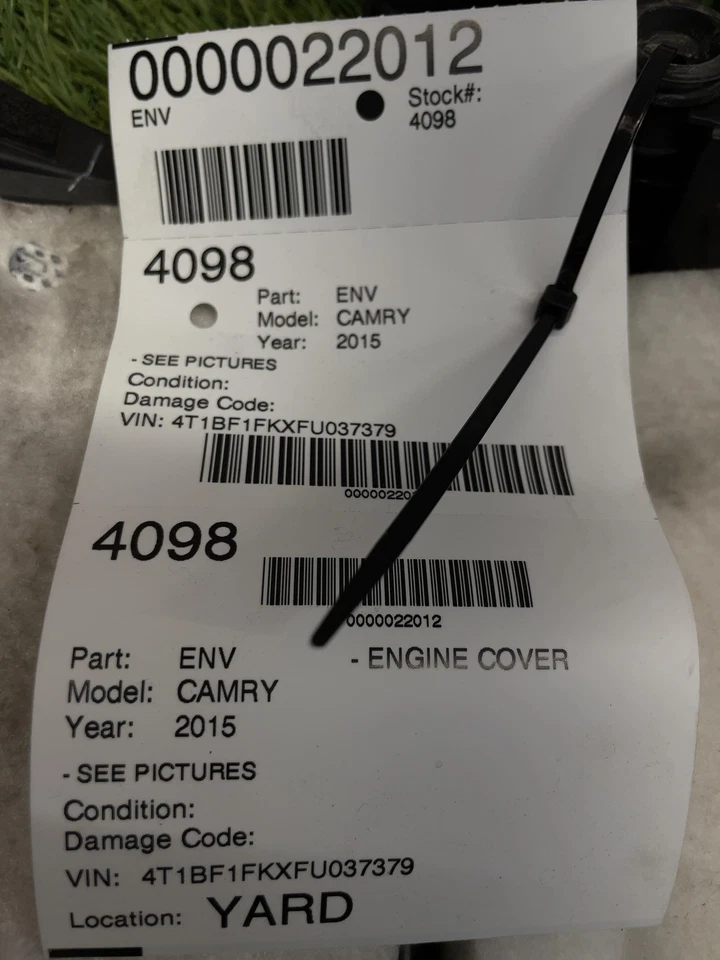 0000022012
ENV
Stock#:
4098
4098
Part: ENV
Model: CAMRY
Year: 2015
- SEE PICTURES
Condition:
Damage Code:
VIN: 4T1BF1FKXFU037379
00000220
4098
0000022012
Part: ENV - ENGINE COVER
Model: CAMRY
Year: 2015
- SEE PICTURES
Condition:
Damage Code:
VIN: 4T1BF1FKXFU037379
Location: YARD